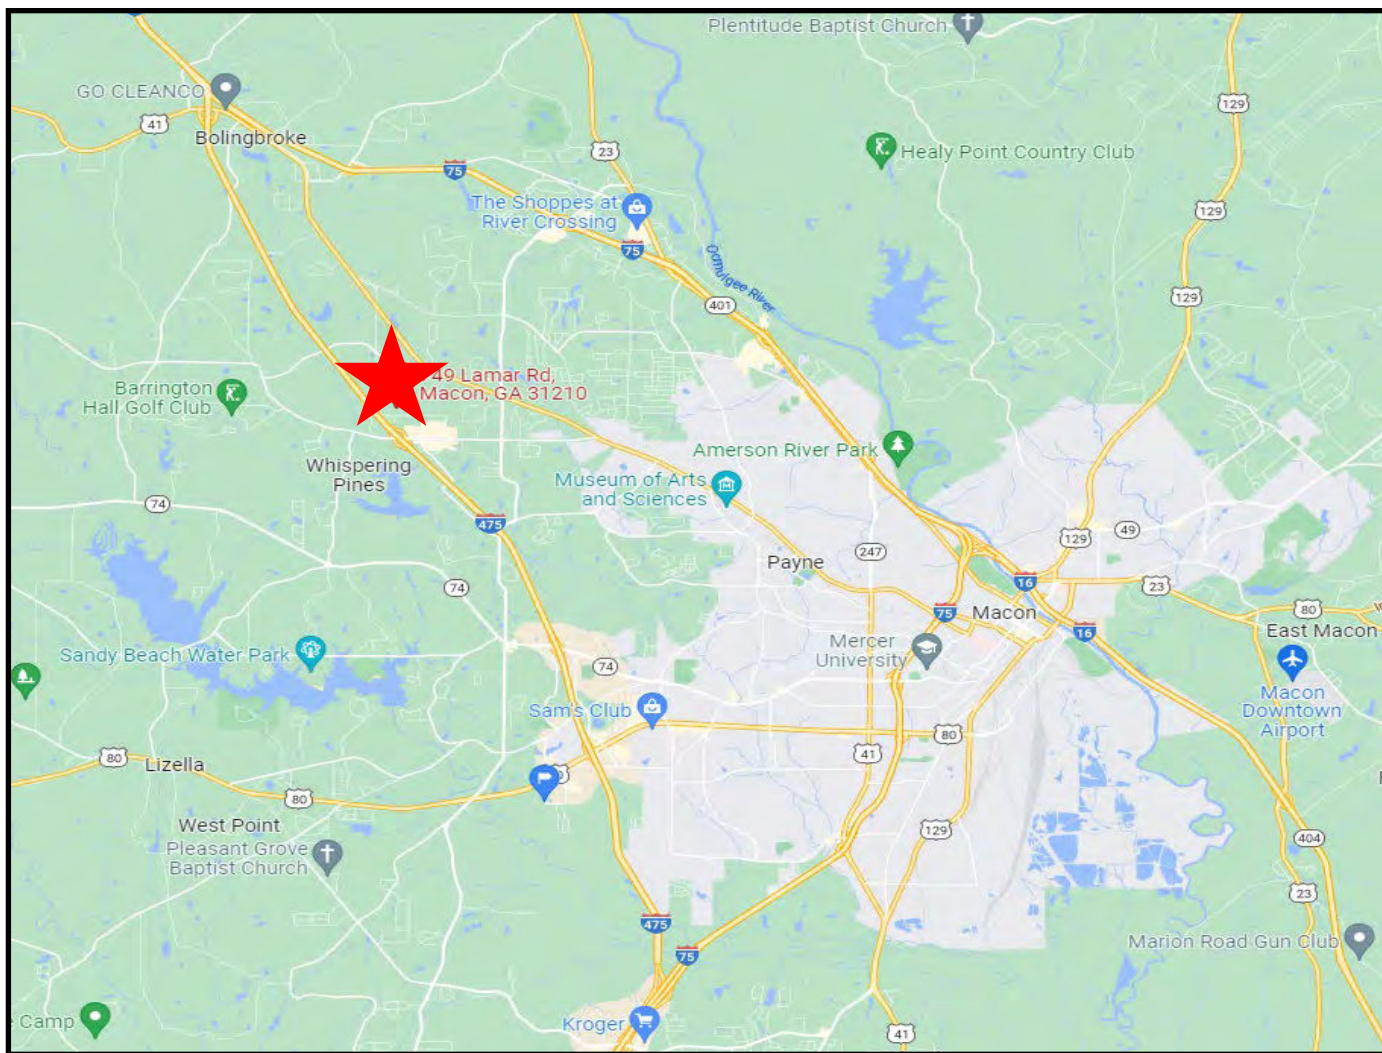 Plentitude Baptist Church
GO CLEANCO
129
41
Bolingbroke
23
Healy Point Country Club
75
The Shoppes at
River Crossing
129
75
Ocmulgee River
129
401
49 Lamar Rd,
Macon, GA 31210
Barrington
Hall Golf Club
Amerson River Park
Whispering
Pines
Museum of Arts
and Sciences
74
475
49
129
247
Payne
16
74
23
75
Macon
80
16
East Macon
Mercer
University
Sandy Beach Water Park
74
Macon
Downtown
Airport
Sam's Club
80
41
80
Lizella
80
West Point
129
404
Pleasant Grove
Baptist Church
23
475
Marion Road Gun Club
75
Camp
Kroger
41